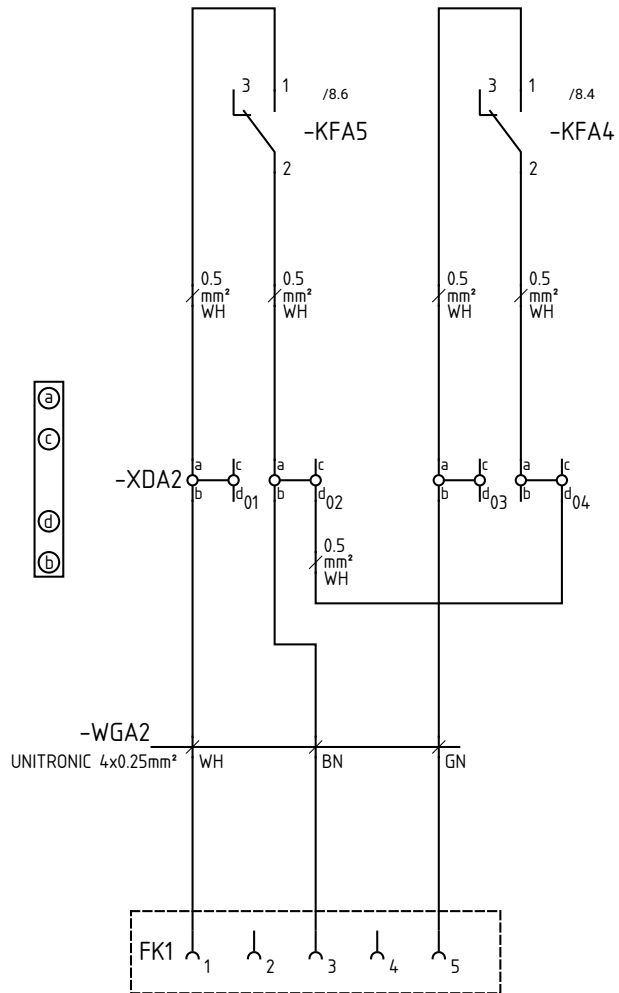 3 1 /8.6
-KFA5
2
3 1 /8.4
-KFA4
2
0.5
mm²
WH
0.5
mm²
WH
0.5
mm²
WH
0.5
mm²
WH
a
c
d
b
-XDA2
a c
b d 01
a c
b d 02
a c
b d 03
a c
b d 04
0.5
mm²
WH
-WGA2
UNITRONIC 4x0.25mm² WH BN GN
FK1 1 2 3 4 5